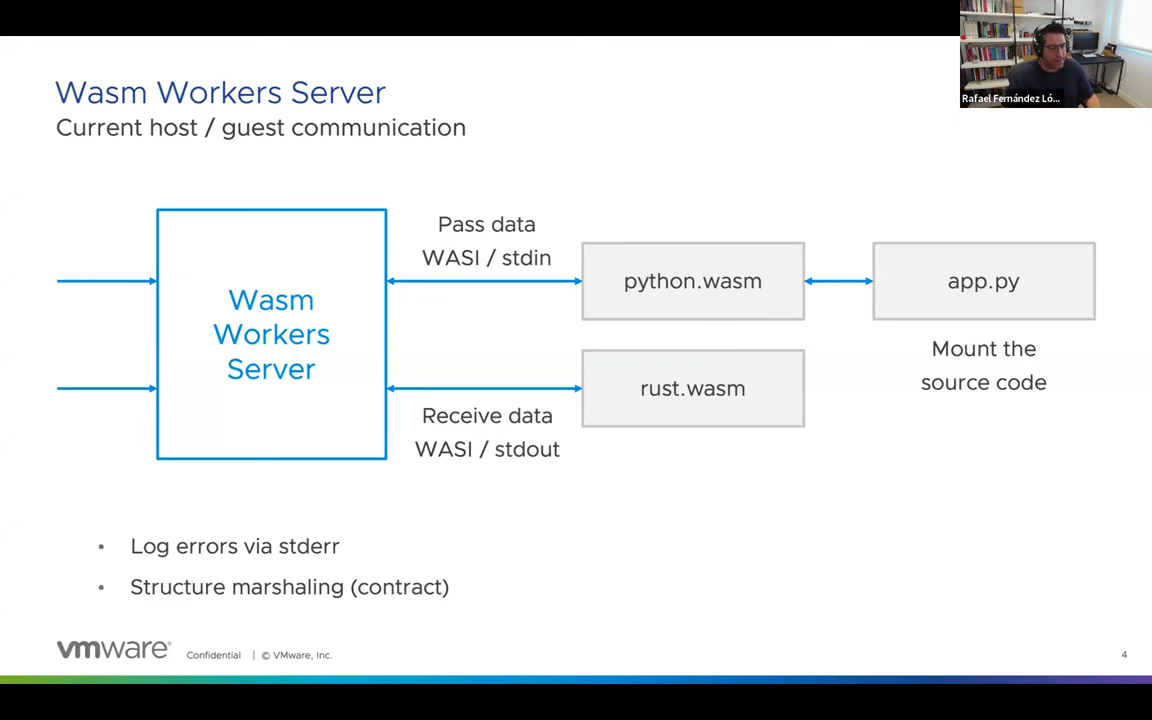 Rafael Fernández Ló...
Wasm Workers Server
Current host / guest communication
Pass data
WASI / stdin
Wasm
Workers
Server
python.wasm
app.py
Mount the
source code
rust.wasm
Receive data
WASI / stdout
• Log errors via stderr
• Structure marshaling (contract)
vmware® Confidential | © VMware, Inc. 4